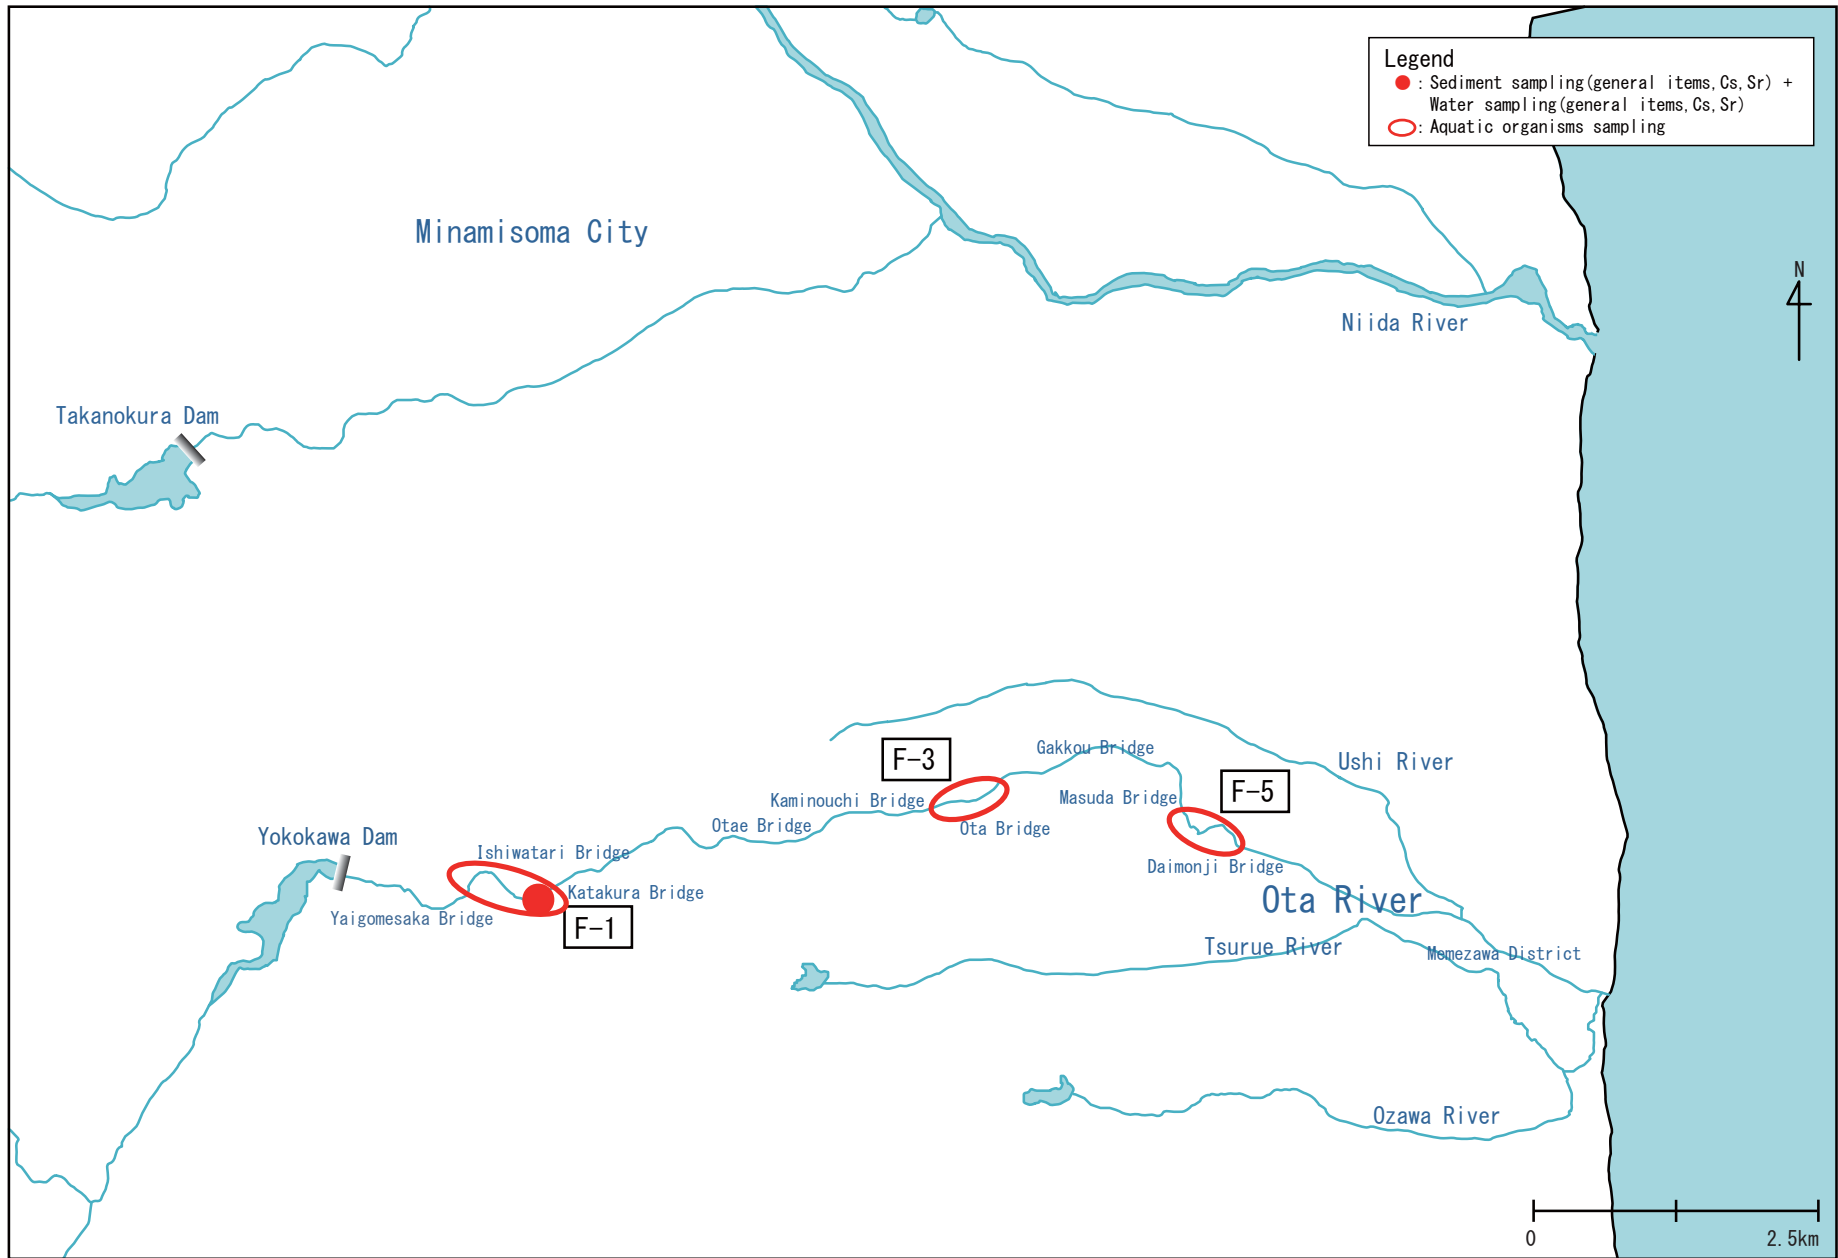 Legend
: Sediment sampling(general items,Cs,Sr) +
Water sampling(general items,Cs,Sr)
: Aquatic organisms sampling
Minamisoma City
N
Niida River
Takanokura Dam
F-3
Gakkou Bridge
Ushi River
F-5
Kaminouchi Bridge
Masuda Bridge
Otae Bridge
Ota Bridge
Yokokawa Dam
Ishiwatari Bridge
Daimonji Bridge
Katakura Bridge
Ota River
Yaigomesaka Bridge
F-1
Tsurue River
Momezawa District
Ozawa River
0
2.5km